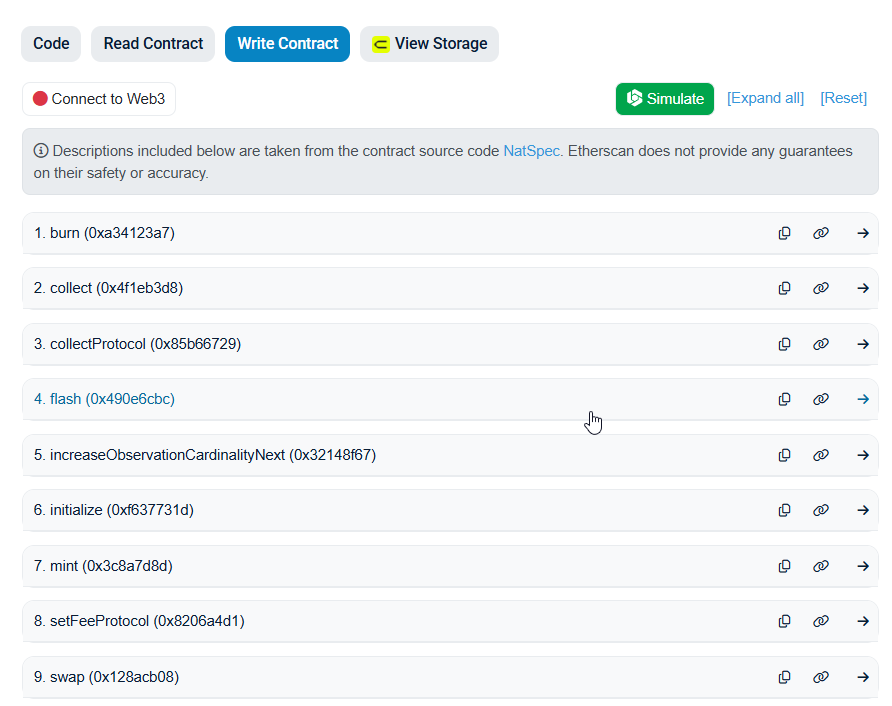 Code
Read Contract
Write Contract
View Storage
Connect to Web3
Simulate
[Expand all]
[Reset]
Descriptions included below are taken from the contract source code NatSpec. Etherscan does not provide any guarantees
on their safety or accuracy.
1. burn (0xa34123a7)
2. collect (0x4f1eb3d8)
3. collectProtocol (0x85b66729)
4. flash (0x490e6cbc)
5. increaseObservationCardinalityNext (0x32148f67)
6. initialize (0xf637731d)
7. mint (0x3c8a7d8d)
8. setFeeProtocol (0x8206a4d1)
9. swap (0x128acb08)